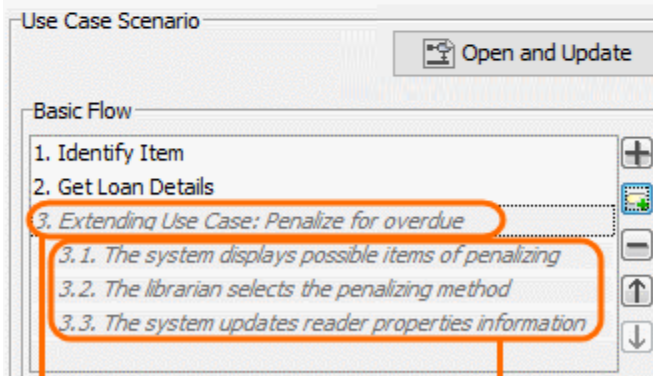 Use Case Scenario
Open and Update
Basic Flow
1. Identify Item
2. Get Loan Details
3. Extending Use Case: Penalize for overdue
3.1. The system displays possible items of penalizing
3.2. The librarian selects the penalizing method
3.3. The system updates reader properties information